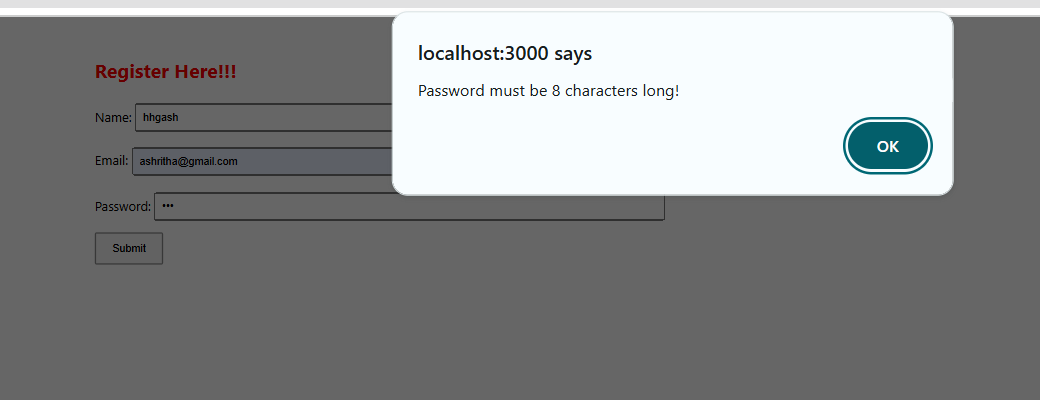 localhost:3000 says
Password must be 8 characters long!
OK
Register Here!!!
Name: hhgash
Email: ashritha@gmail.com
Password: •••
Submit